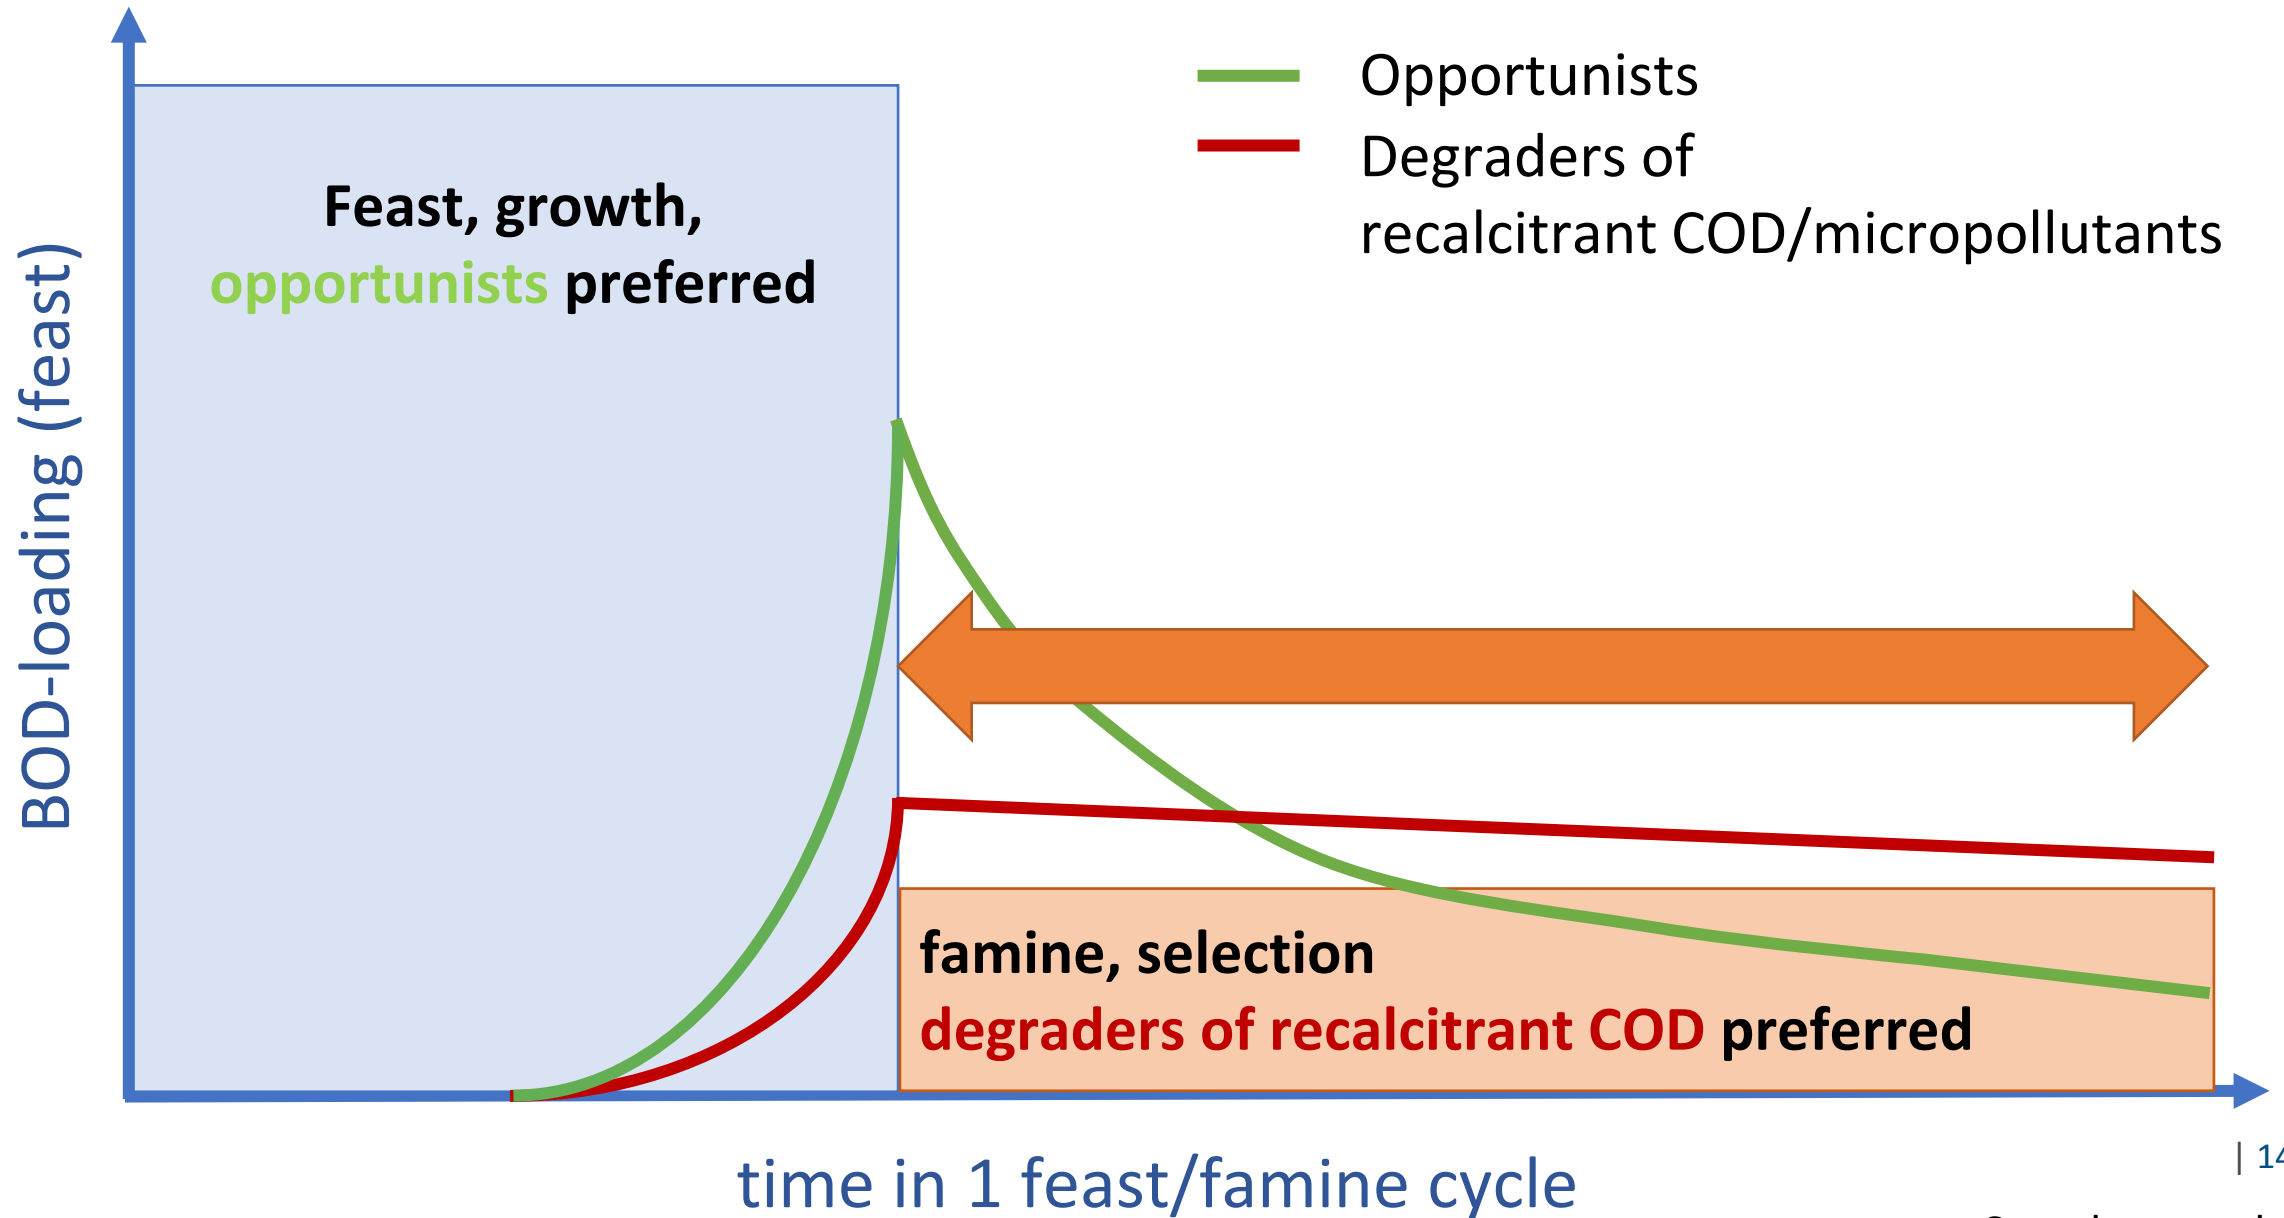 Opportunists
Degraders of
recalcitrant COD/micropollutants
Feast, growth,
opportunists preferred
BOD-loading (feast)
famine, selection
degraders of recalcitrant COD preferred
time in 1 feast/famine cycle
| 14